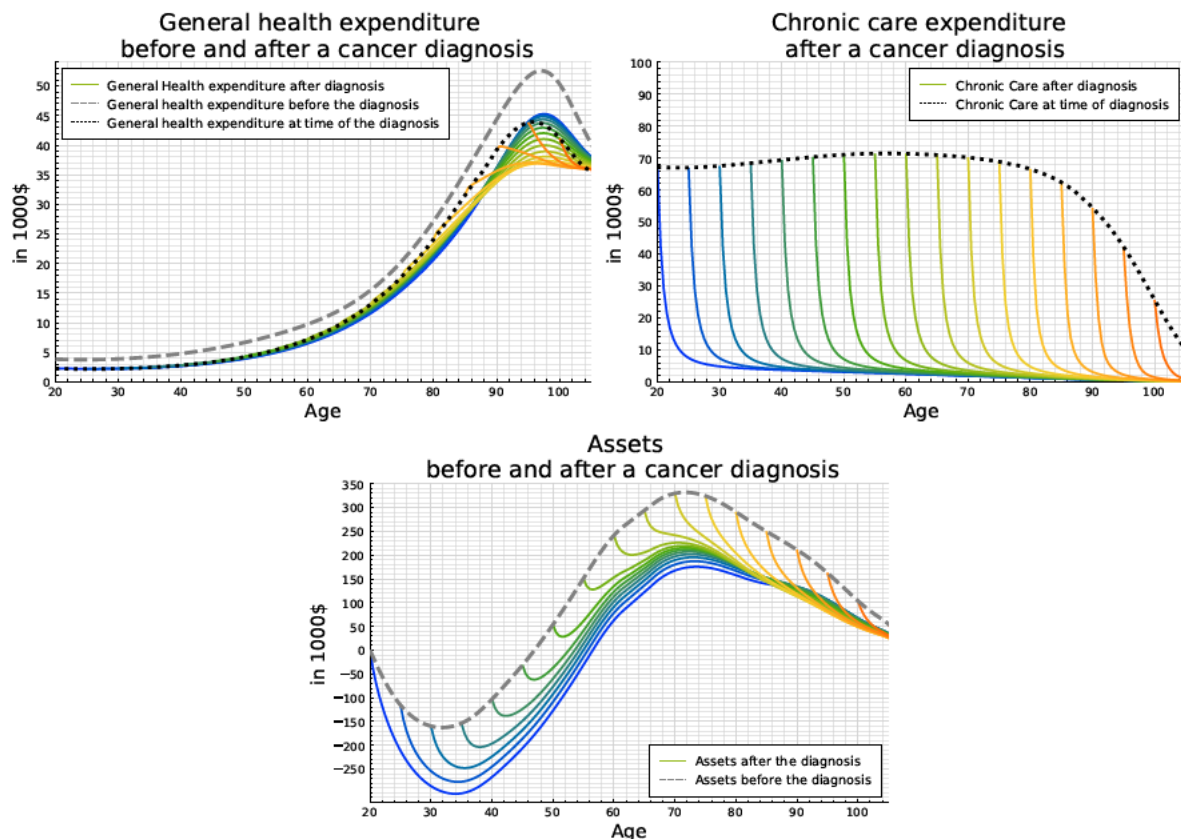 General health expenditure
before and after a cancer diagnosis
General Health expenditure after diagnosis
General health expenditure before the diagnosis
General health expenditure at time of the diagnosis
in 1000$
50
45
40
35
30
25
20
15
10
5
0
20 30 40 50 60 70 80 90 100
Age
Chronic care expenditure
after a cancer diagnosis
Chronic Care after diagnosis
Chronic Care at time of diagnosis
in 1000$
100
90
80
70
60
50
40
30
20
10
0
20 30 40 50 60 70 80 90 100
Age
Assets
before and after a cancer diagnosis
in 1000$
350
300
250
200
150
100
50
0
−50
−100
−150
−200
−250
Assets after the diagnosis
Assets before the diagnosis
20 30 40 50 60 70 80 90 100
Age